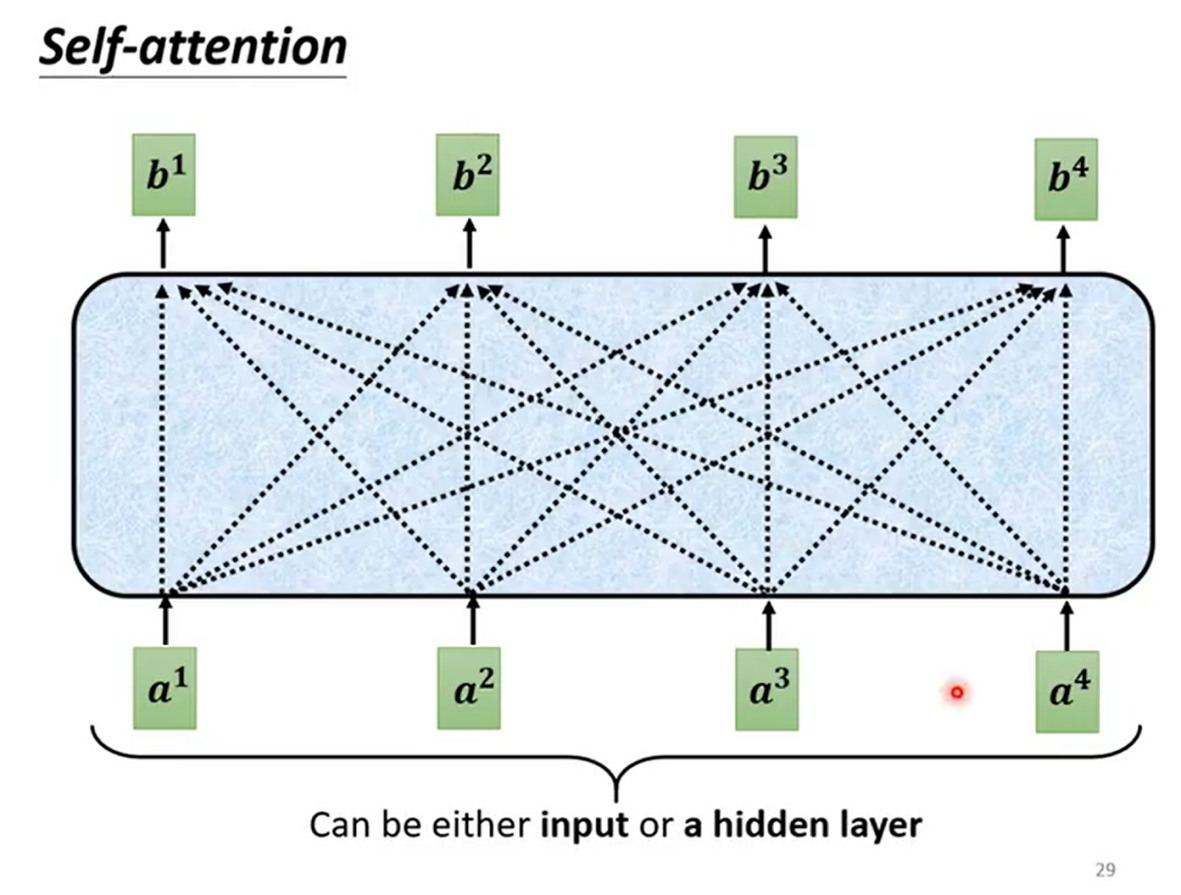 Self-attention
b¹ b² b³ b⁴
a¹ a² a³ a⁴
Can be either input or a hidden layer
29